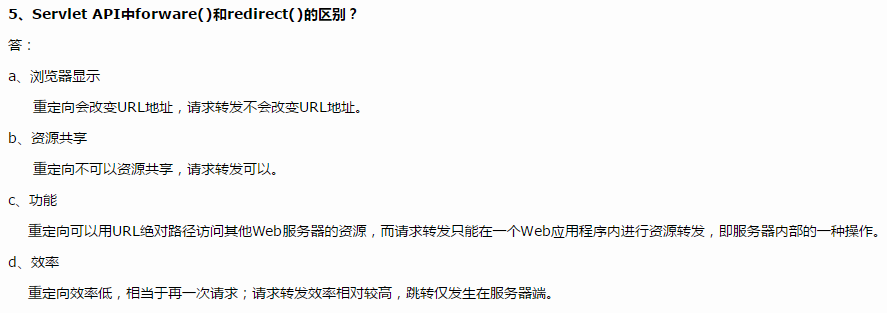 5、Servlet API中forware()和redirect()的区别？
答：
a、浏览器显示
重定向会改变URL地址，请求转发不会改变URL地址。
b、资源共享
重定向不可以资源共享，请求转发可以。
c、功能
重定向可以用URL绝对路径访问其他Web服务器的资源，而请求转发只能在一个Web应用程序内进行资源转发，即服务器内部的一种操作。
d、效率
重定向效率低，相当于再一次请求；请求转发效率相对较高，跳转仅发生在服务器端。